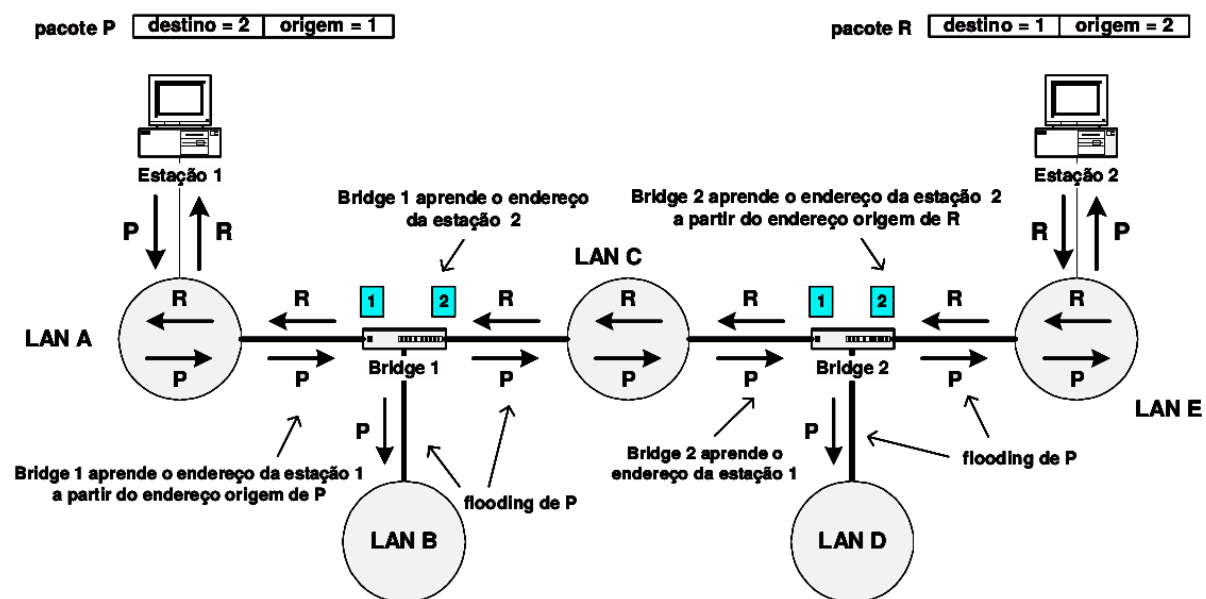 pacote P destino = 2 origem = 1
pacote R destino = 1 origem = 2
Estação 1
Estação 2
Bridge 1 aprende o endereço
da estação 2
Bridge 2 aprende o endereço da estação 2
a partir do endereço origem de R
P
R
R
P
LAN C
LAN A
R
R
1
2
R
R
R
1
2
R
R
P
P
Bridge 1
P
P
P
Bridge 2
P
P
LAN E
P
P
Bridge 1 aprende o endereço da estação 1
a partir do endereço origem de P
flooding de P
Bridge 2 aprende o
endereço da estação 1
flooding de P
LAN B
LAN D